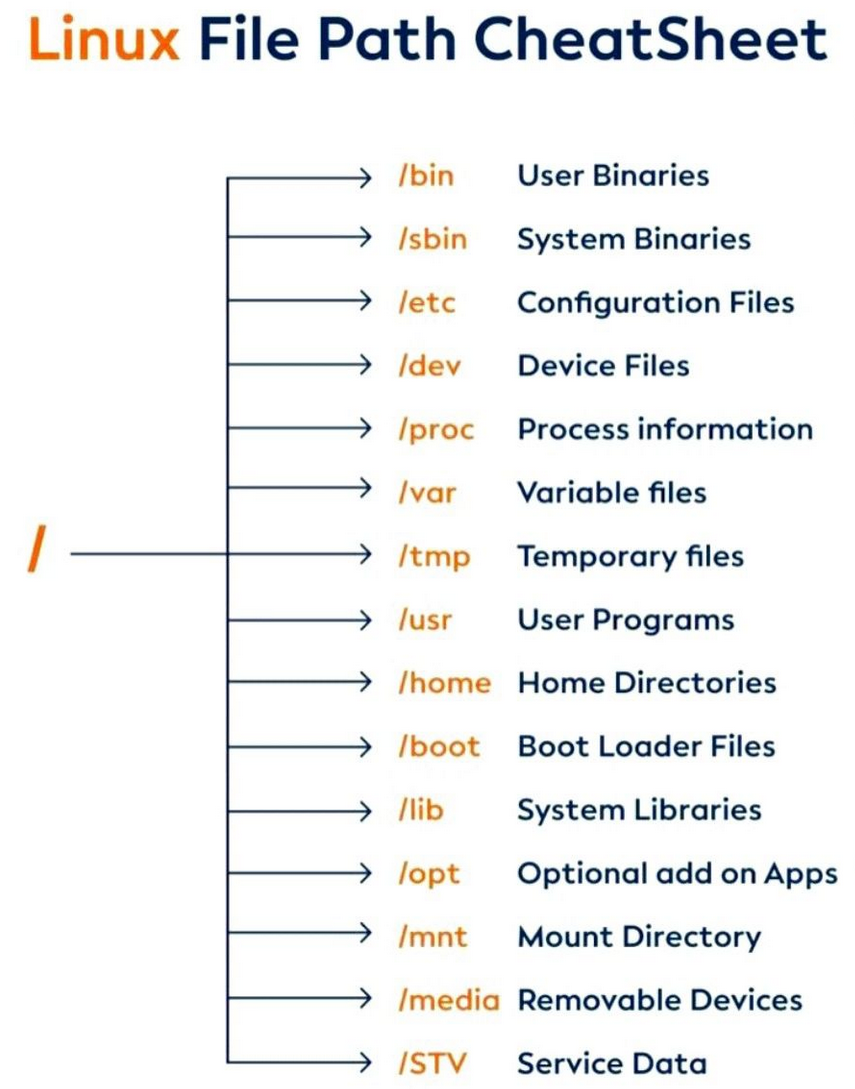 Linux File Path CheatSheet
/bin User Binaries
/sbin System Binaries
/etc Configuration Files
/dev Device Files
/proc Process information
/var Variable files
/
/tmp Temporary files
/usr User Programs
/home Home Directories
/boot Boot Loader Files
/lib System Libraries
/opt Optional add on Apps
/mnt Mount Directory
/media Removable Devices
/STV Service Data